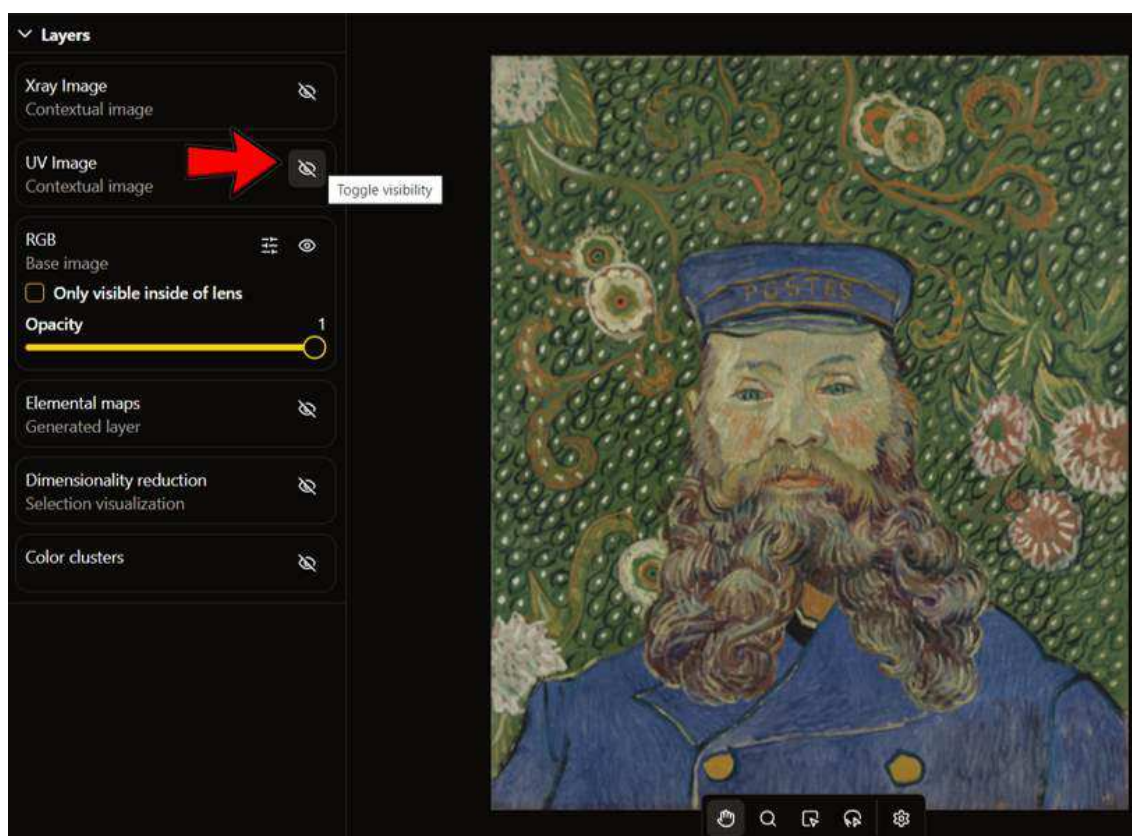 Layers
Xray Image
Contextual image
UV Image
Contextual image
Toggle visibility
RGB
Base image
Only visible inside of lens
Opacity 1
Elemental maps
Generated layer
Dimensionality reduction
Selection visualization
Color clusters
POSTES